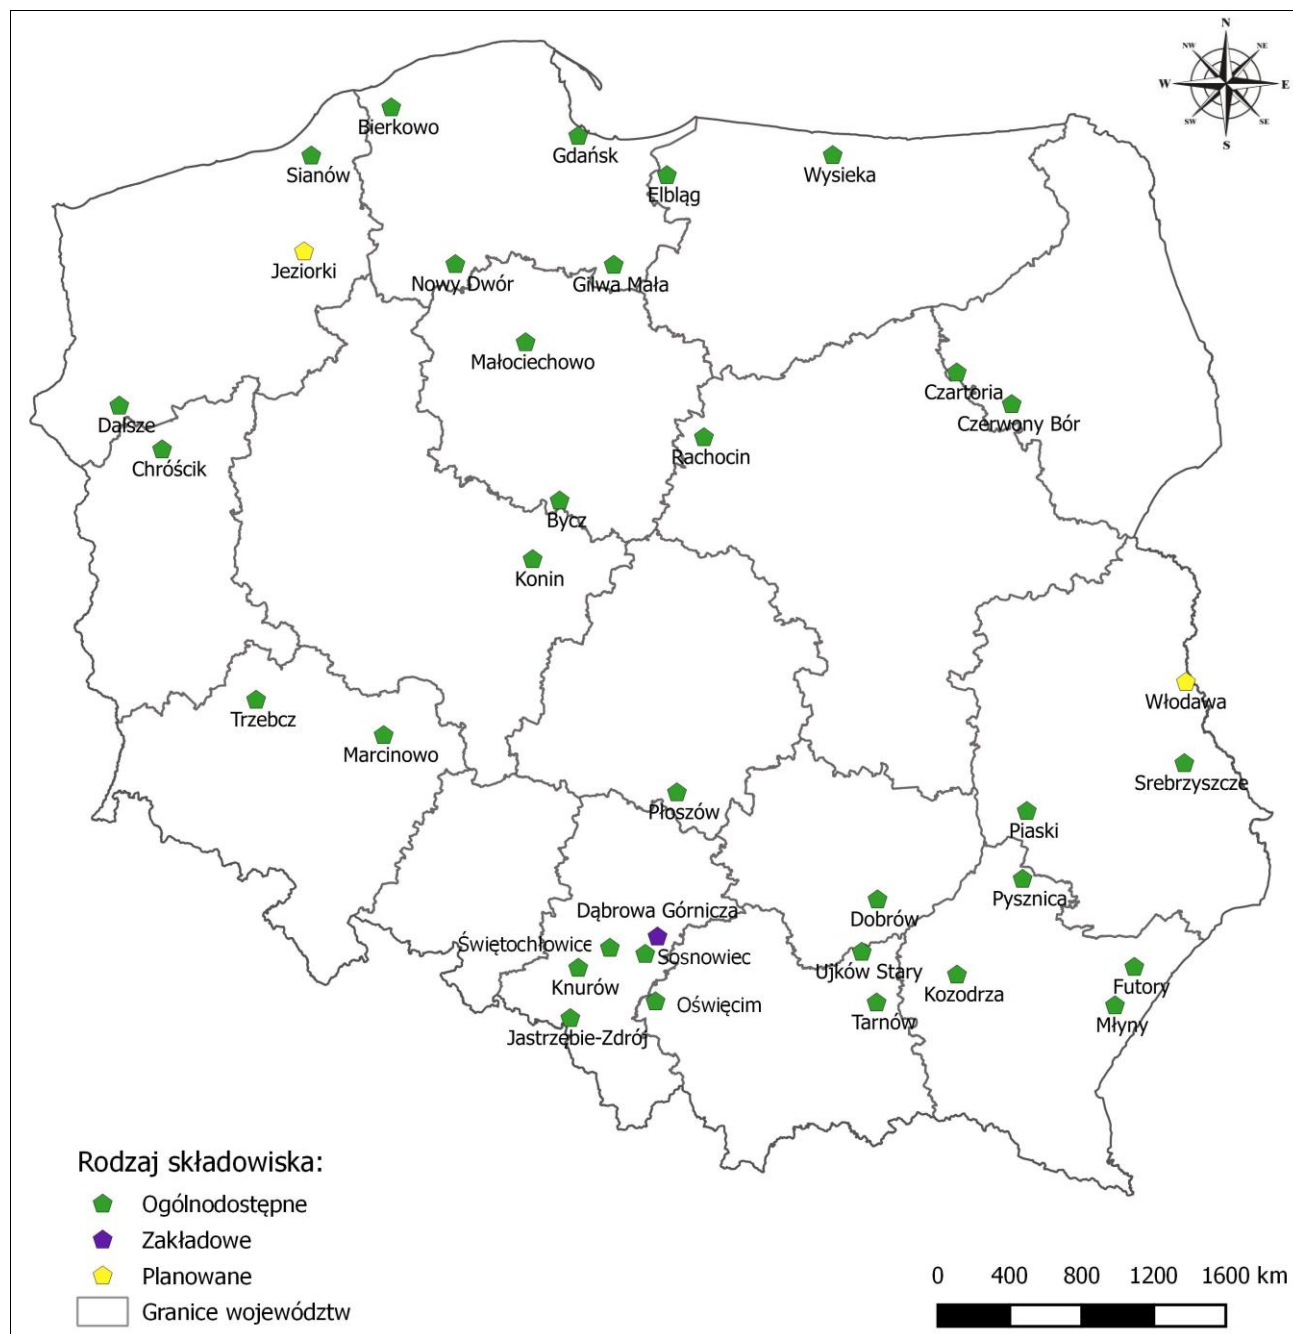 N
NW
NE
W
E
SW
SE
S
Bierkowo
Gdańsk
Sianów
Wysieka
Elbląg
Jeziorki
Nowy Dwór
Gilwa Mała
Małociechowo
Czartoria
Dalsze
Czerwony Bór
Chróścik
Rachocin
Bycz
Konin
Włodawa
Trzebcz
Marcinowo
Srebrzyszcze
Płoszów
Piaski
Pysznica
Dąbrowa Górnicza
Dobrów
Świętochłowice
Sosnowiec
Ujków Stary
Knurów
Kozodrza
Futory
Oświęcim
Tarnów
Młyny
Jastrzębie-Zdrój
Rodzaj składowiska:
Ogólnodostępne
Zakładowe
Planowane
Granice województw
0 400 800 1200 1600 km